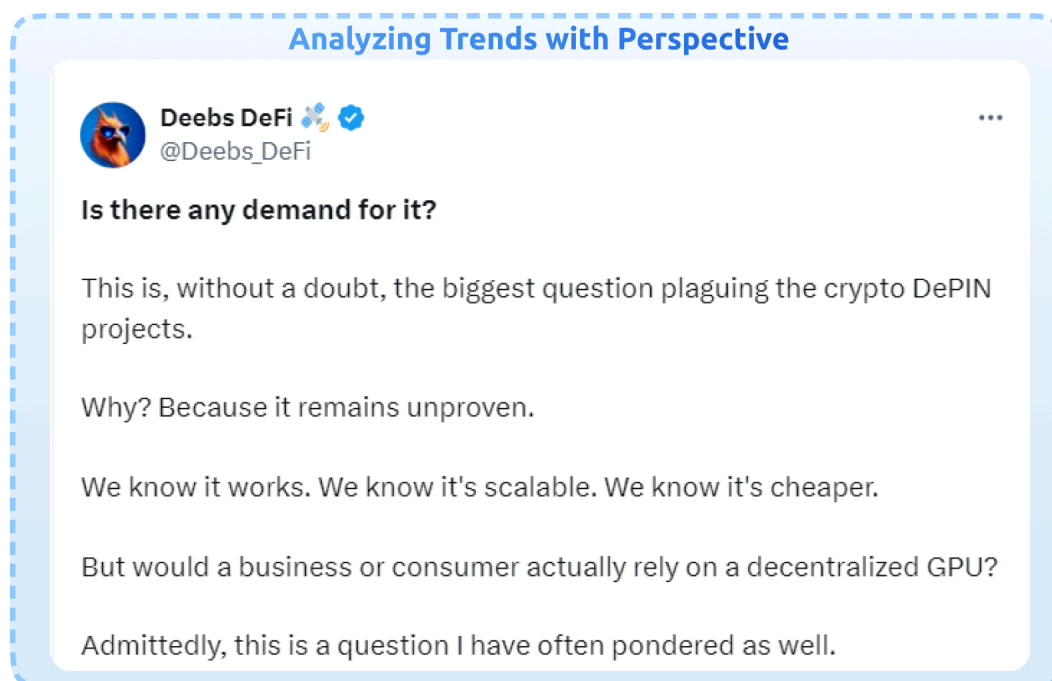 Analyzing Trends with Perspective
Deebs DeFi
@Deebs_DeFi
Is there any demand for it?
This is, without a doubt, the biggest question plaguing the crypto DePIN
projects.
Why? Because it remains unproven.
We know it works. We know it's scalable. We know it's cheaper.
But would a business or consumer actually rely on a decentralized GPU?
Admittedly, this is a question I have often pondered as well.